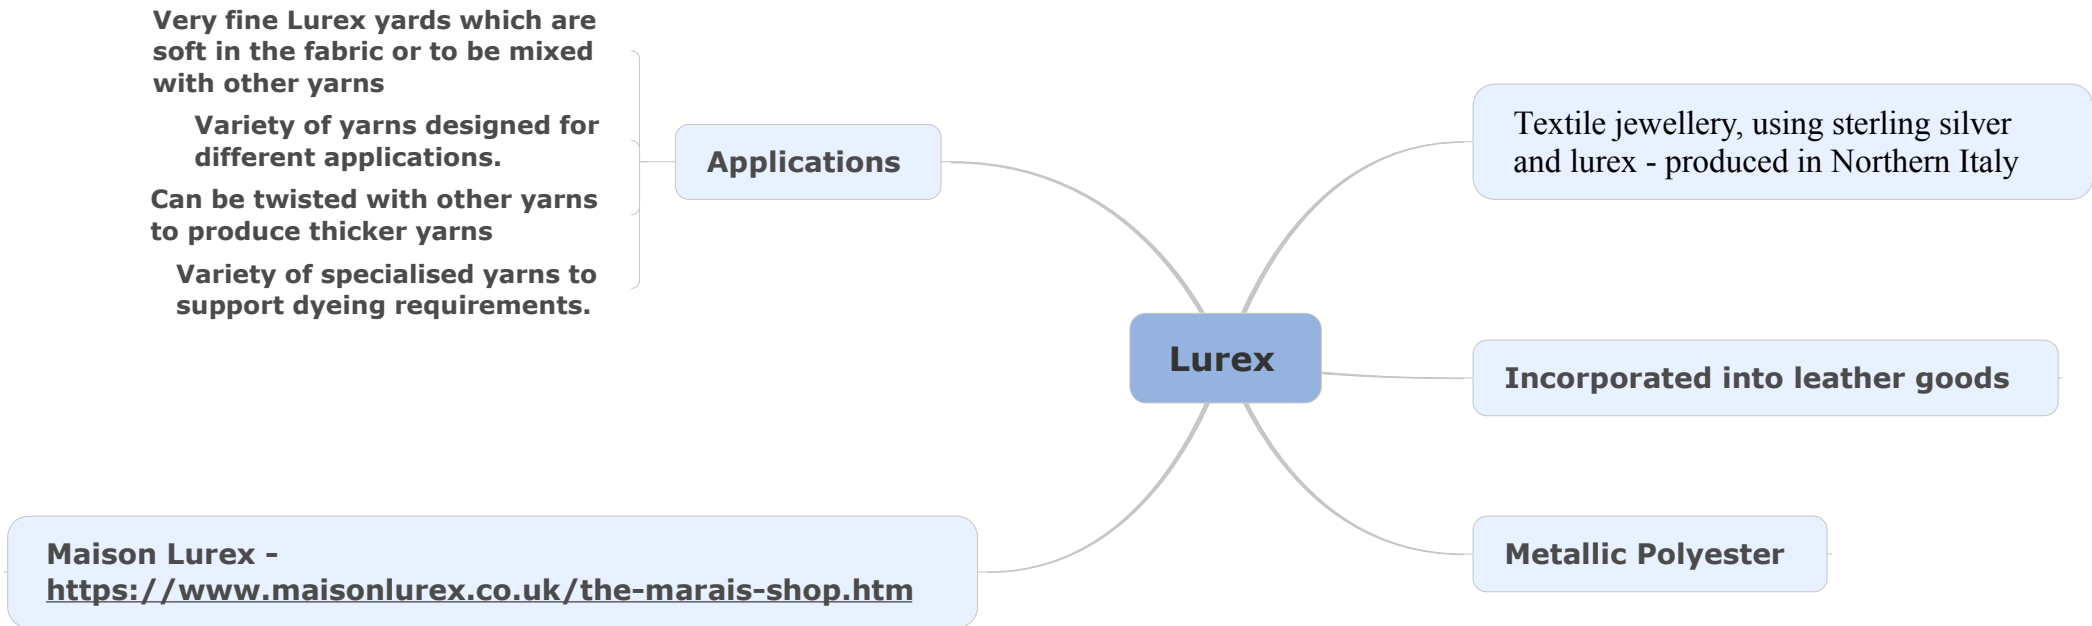 Very fine Lurex yards which are
soft in the fabric or to be mixed
with other yarns
Variety of yarns designed for
different applications.
Can be twisted with other yarns
to produce thicker yarns
Variety of specialised yarns to
support dyeing requirements.
Applications
Textile jewellery, using sterling silver
and lurex - produced in Northern Italy
Lurex
Incorporated into leather goods
Metallic Polyester
Maison Lurex -
https://www.maisonlurex.co.uk/the-marais-shop.htm